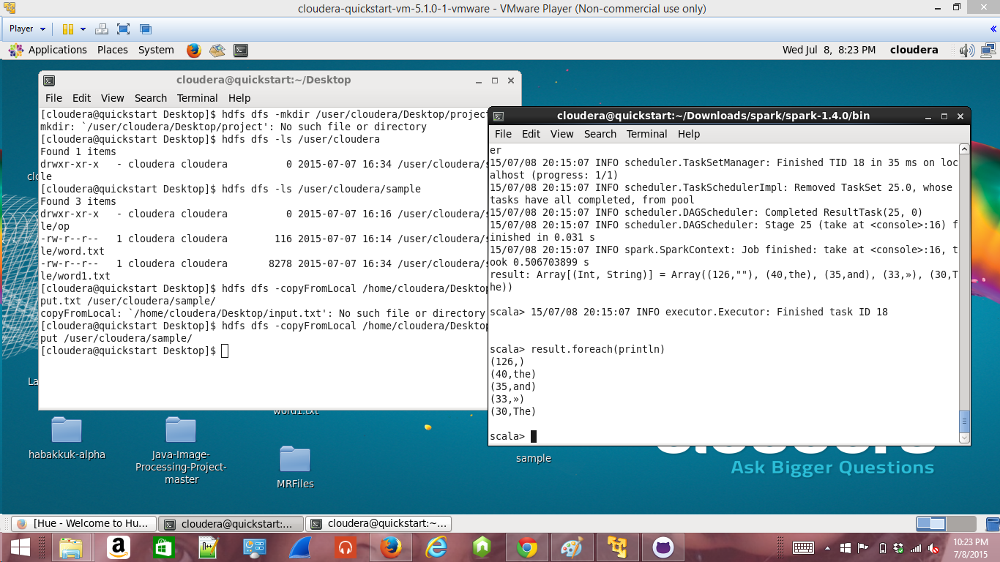 cloudera-quickstart-vm-5.1.0-1-vmware - VMware Player (Non-commercial use only)
Player
Applications Places System
Wed Jul 8, 8:23 PM cloudera
cloudera@quickstart:~/Desktop
File Edit View Search Terminal Help
[cloudera@quickstart Desktop]$ hdfs dfs -mkdir /user/cloudera/Desktop/project
mkdir: `/user/cloudera/Desktop/project': No such file or directory
[cloudera@quickstart Desktop]$ hdfs dfs -ls /user/cloudera
Found 1 items
drwxr-xr-x - cloudera cloudera 0 2015-07-07 16:34 /user/cloudera/
le
[cloudera@quickstart Desktop]$ hdfs dfs -ls /user/cloudera/sample
Found 3 items
drwxr-xr-x - cloudera cloudera 0 2015-07-07 16:16 /user/cloudera/
le/op
-rw-r--r-- 1 cloudera cloudera 116 2015-07-07 16:14 /user/cloudera/
le/word.txt
-rw-r--r-- 1 cloudera cloudera 8278 2015-07-07 16:34 /user/cloudera/
le/word1.txt
[cloudera@quickstart Desktop]$ hdfs dfs -copyFromLocal /home/cloudera/Desktop
put.txt /user/cloudera/sample/
copyFromLocal: `/home/cloudera/Desktop/input.txt': No such file or directory
[cloudera@quickstart Desktop]$ hdfs dfs -copyFromLocal /home/cloudera/Desktop
put /user/cloudera/sample/
[cloudera@quickstart Desktop]$
cloudera@quickstart:~/Downloads/spark/spark-1.4.0/bin
File Edit View Search Terminal Help
er
15/07/08 20:15:07 INFO scheduler.TaskSetManager: Finished TID 18 in 35 ms on loc
alhost (progress: 1/1)
15/07/08 20:15:07 INFO scheduler.TaskSchedulerImpl: Removed TaskSet 25.0, whose
tasks have all completed, from pool
15/07/08 20:15:07 INFO scheduler.DAGScheduler: Completed ResultTask(25, 0)
15/07/08 20:15:07 INFO scheduler.DAGScheduler: Stage 25 (take at <console>:16) f
inished in 0.031 s
15/07/08 20:15:07 INFO spark.SparkContext: Job finished: take at <console>:16, t
ook 0.506703899 s
result: Array[(Int, String)] = Array((126,""), (40,the), (35,and), (33,»), (30,T
he))
scala> 15/07/08 20:15:07 INFO executor.Executor: Finished task ID 18
scala> result.foreach(println)
(126,)
(40,the)
(35,and)
(33,»)
(30,The)
scala>
word1.txt
habakkuk-alpha
Java-Image-
Processing-Project-
master
MRFiles
sample
Ask Bigger Questions
[Hue - Welcome to Hu...
cloudera@quickstart:...
cloudera@quickstart:~...
10:23 PM
7/8/2015